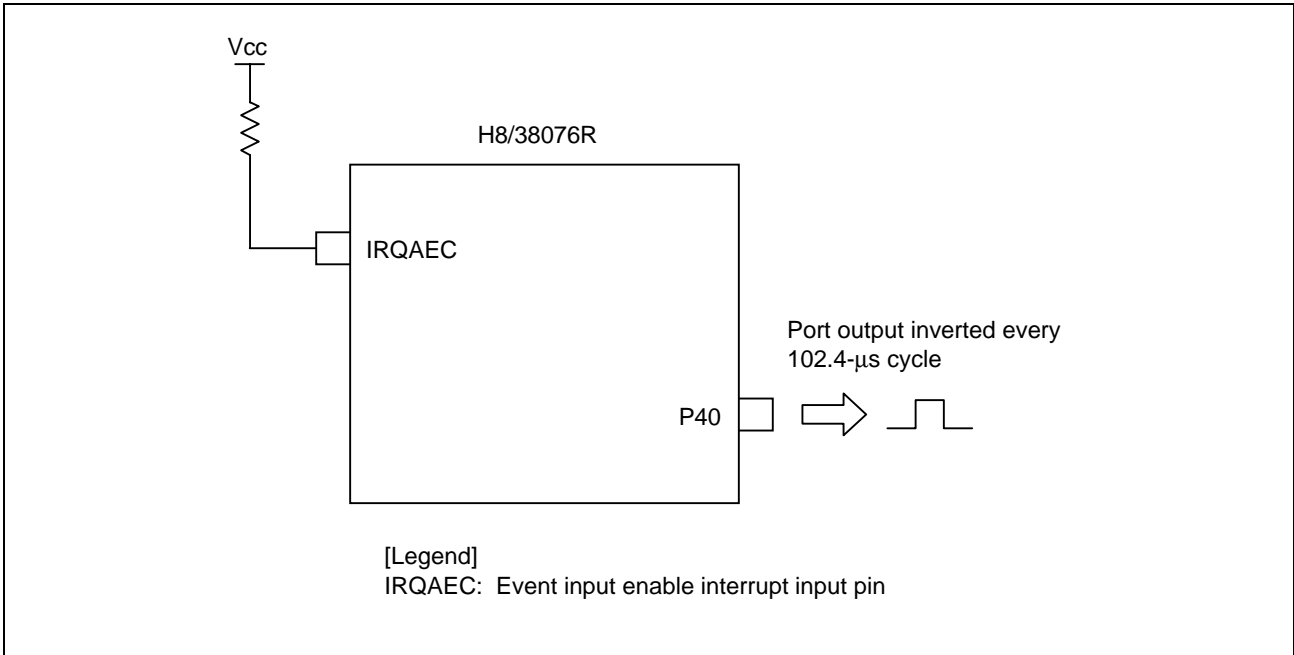 Vcc
H8/38076R
IRQAEC
Port output inverted every
102.4-μs cycle
P40
[Legend]
IRQAEC: Event input enable interrupt input pin